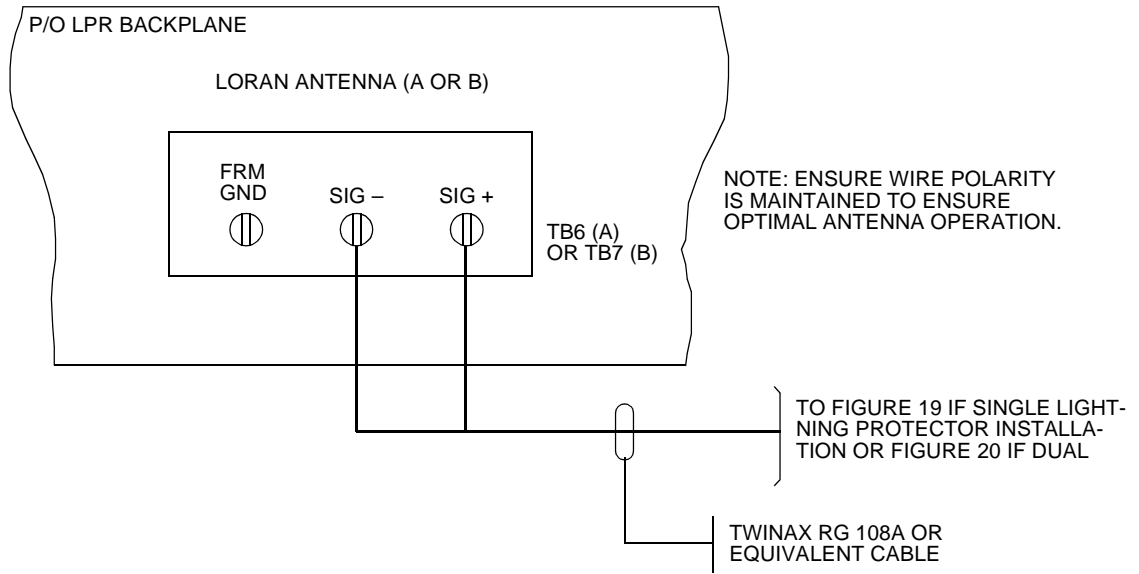 P/O LPR BACKPLANE
LORAN ANTENNA (A OR B)
FRM
GND
SIG –
SIG +
TB6 (A)
OR TB7 (B)
NOTE: ENSURE WIRE POLARITY
IS MAINTAINED TO ENSURE
OPTIMAL ANTENNA OPERATION.
TO FIGURE 19 IF SINGLE LIGHT-
NING PROTECTOR INSTALLA-
TION OR FIGURE 20 IF DUAL
TWINAX RG 108A OR
EQUIVALENT CABLE